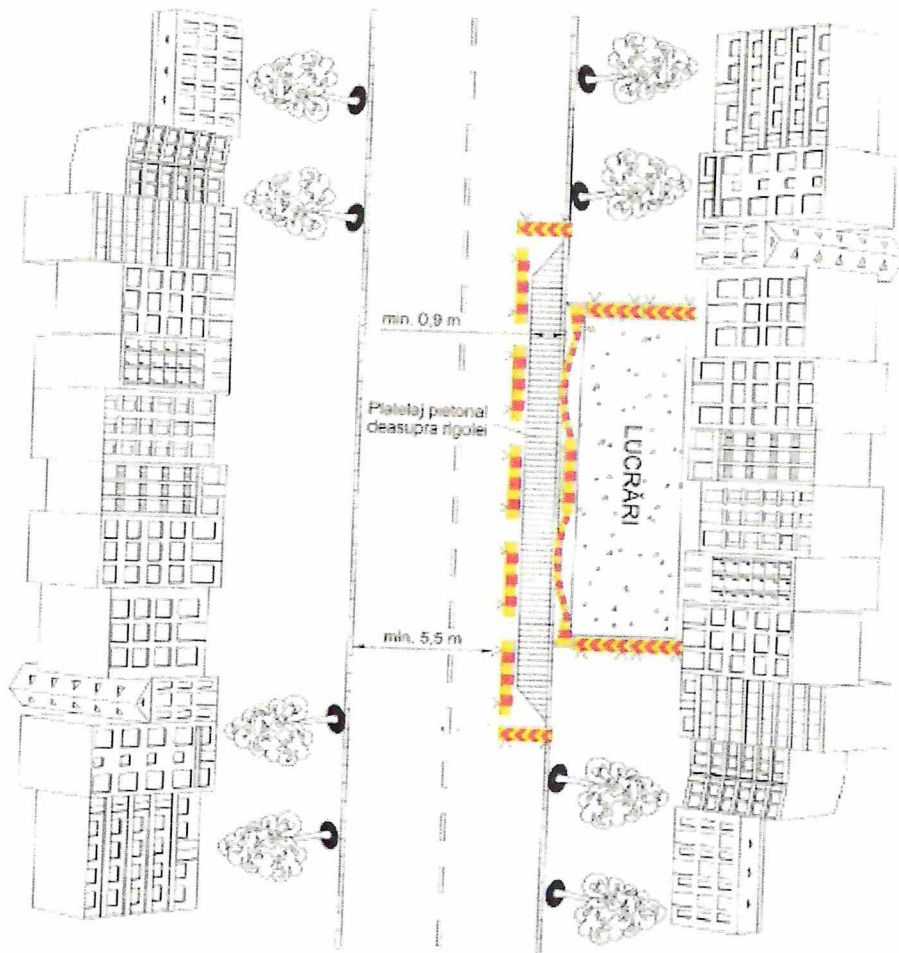 min. 0,9 m
Platelaj pietonal
deasupra rigolei
LUCRĂRI
min. 5,5 m